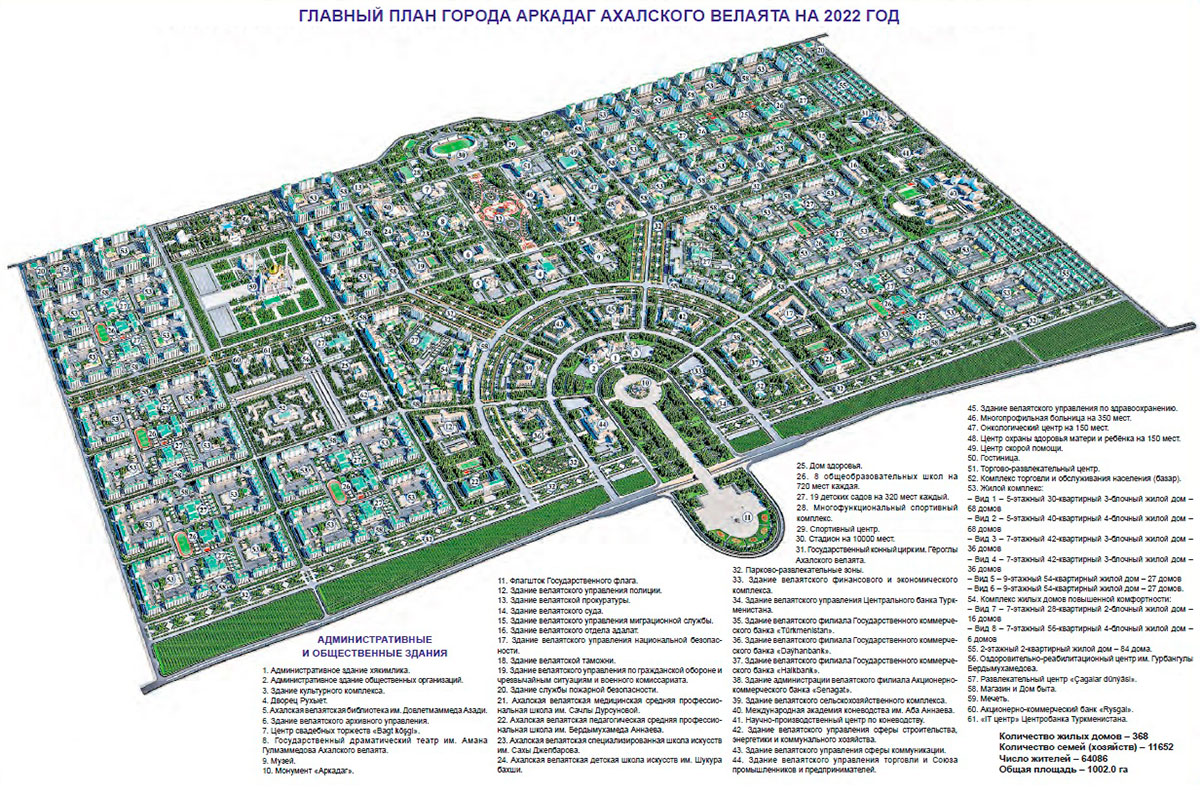 ГЛАВНЫЙ ПЛАН ГОРОДА АРКАДАГ АХАЛСКОГО ВЕЛАЯТА НА 2022 ГОД
АДМИНИСТРАТИВНЫЕ
И ОБЩЕСТВЕННЫЕ ЗДАНИЯ
1. Административное здание хякимлика.
2. Административное здание общественных организаций.
3. Здание культурного комплекса.
4. Дворец Рухыет.
5. Ахалская велаятская библиотека им. Довлетмаммеда Азади.
6. Здание велаятского архивного управления.
7. Центр свадебных торжеств «Bagt köşgi».
8. Государственный драматический театр им. Амана
Гулмаммедова Ахалского велаята.
9. Музей.
10. Монумент «Аркадаг».
11. Флагшток Государственного флага.
12. Здание велаятского управления полиции.
13. Здание велаятской прокуратуры.
14. Здание велаятского суда.
15. Здание велаятского управления миграционной службы.
16. Здание велаятского отдела адалат.
17. Здание велаятского управления национальной безопас-
ности.
18. Здание велаятской таможни.
19. Здание велаятского управления по гражданской обороне и
чрезвычайным ситуациям и военного комиссариата.
20. Здание службы пожарной безопасности.
21. Ахалская велаятская медицинская средняя профессио-
нальная школа им. Сачлы Дурсуновой.
22. Ахалская велаятская педагогическая средняя профессио-
нальная школа им. Бердымухамеда Аннаева.
23. Ахалская велаятская специализированная школа искусств
им. Сахы Джепбарова.
24. Ахалская велаятская детская школа искусств им. Шукура
бахши.
25. Дом здоровья.
26. 8 общеобразовательных школ на
720 мест каждая.
27. 19 детских садов на 320 мест каждый.
28. Многофункциональный спортивный
комплекс.
29. Спортивный центр.
30. Стадион на 10000 мест.
31. Государственный конный цирк им. Гёроглы
Ахалского велаята.
32. Парково-развлекательные зоны.
33. Здание велаятского финансового и экономического
комплекса.
34. Здание велаятского управления Центрального банка Турк-
менистана.
35. Здание велаятского филиала Государственного коммерче-
ского банка «Türkmenistan».
36. Здание велаятского филиала Государственного коммерче-
ского банка «Daýhanbank».
37. Здание велаятского филиала Государственного коммерче-
ского банка «Halkbank».
38. Здание администрации велаятского филиала Акционерно-
коммерческого банка «Senagat».
39. Здание велаятского сельскохозяйственного комплекса.
40. Международная академия коневодства им. Аба Аннаева.
41. Научно-производственный центр по коневодству.
42. Здание велаятского управления сферы строительства,
энергетики и коммунального хозяйства.
43. Здание велаятского управления сферы коммуникации.
44. Здание велаятского управления торговли и Союза
промышленников и предпринимателей.
45. Здание велаятского управления по здравоохранению.
46. Многопрофильная больница на 350 мест.
47. Онкологический центр на 150 мест.
48. Центр охраны здоровья матери и ребёнка на 150 мест.
49. Центр скорой помощи.
50. Гостиница.
51. Торгово-развлекательный центр.
52. Комплекс торговли и обслуживания населения (базар).
53. Жилой комплекс:
– Вид 1 – 5-этажный 30-квартирный 3-блочный жилой дом –
68 домов
– Вид 2 – 5-этажный 40-квартирный 4-блочный жилой дом –
68 домов
– Вид 3 – 7-этажный 42-квартирный 3-блочный жилой дом –
36 домов
– Вид 4 – 7-этажный 42-квартирный 3-блочный жилой дом –
36 домов
– Вид 5 – 9-этажный 54-квартирный жилой дом – 27 домов
– Вид 6 – 9-этажный 54-квартирный жилой дом – 27 домов.
54. Комплекс жилых домов повышенной комфортности:
– Вид 7 – 7-этажный 28-квартирный 2-блочный жилой дом –
16 домов
– Вид 8 – 7-этажный 56-квартирный 4-блочный жилой дом –
6 домов
55. 2-этажный 2-квартирный жилой дом – 84 дома.
56. Оздоровительно-реабилитационный центр им. Гурбангулы
Бердымухамедова.
57. Развлекательный центр «Çagalar dünýäsi».
58. Магазин и Дом быта.
59. Мечеть.
60. Акционерно-коммерческий банк «Rysgal».
61. «IT центр» Центробанка Туркменистана.
Количество жилых домов – 368
Количество семей (хозяйств) – 11652
Число жителей – 64086
Общая площадь – 1002.0 га